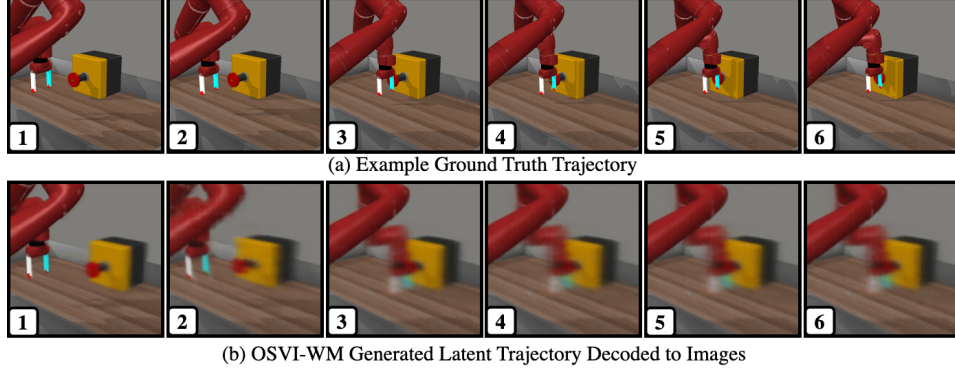 1 2 3 4 5 6
(a) Example Ground Truth Trajectory
1 2 3 4 5 6
(b) OSVI-WM Generated Latent Trajectory Decoded to Images